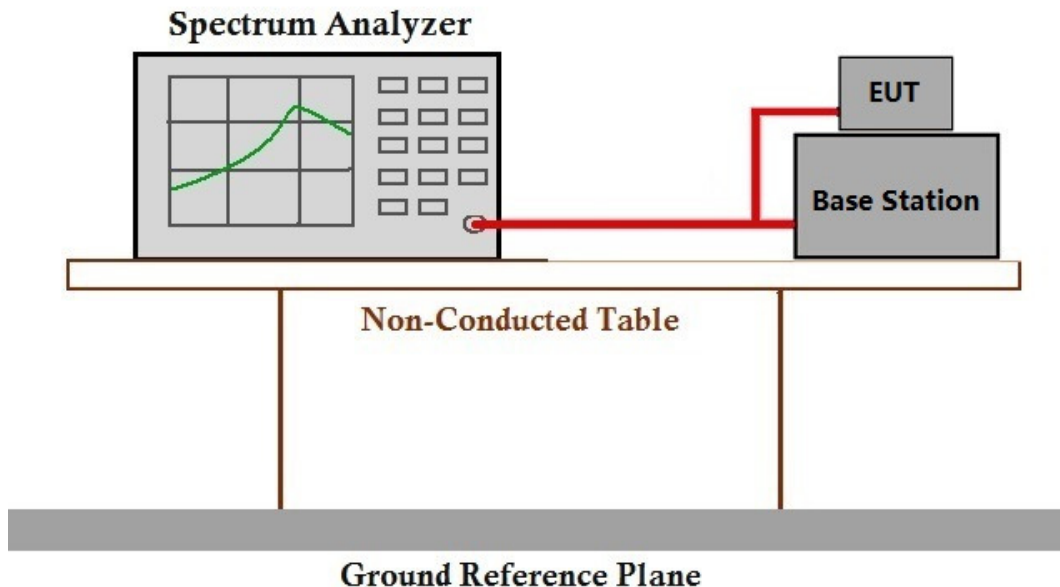 Spectrum Analyzer
EUT
Base Station
Non-Conducted Table
Ground Reference Plane